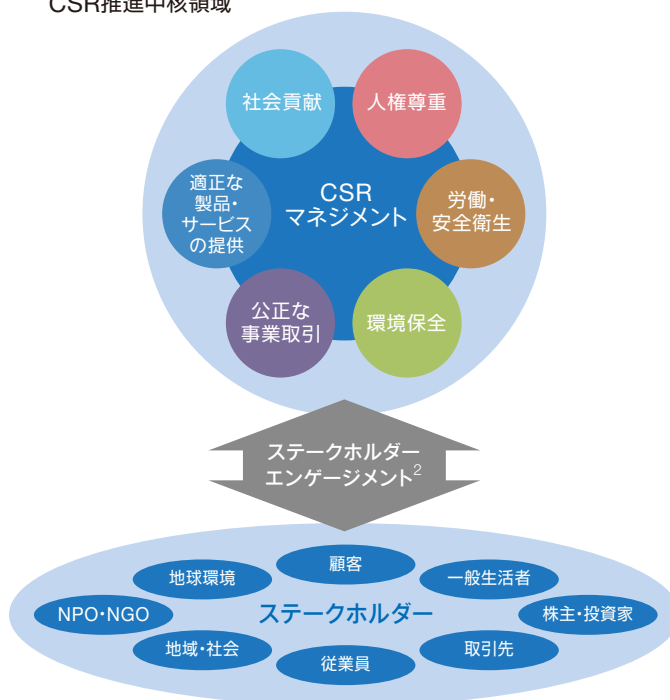 CSR推進中核領域
社会貢献
人権尊重
適正な
製品・
サービス
の提供
CSR
マネジメント
労働・
安全衛生
公正な
事業取引
環境保全
ステークホルダー
エンゲージメント2
顧客
地球環境
一般生活者
NPO・NGO
ステークホルダー
株主・投資家
地域・社会
従業員
取引先